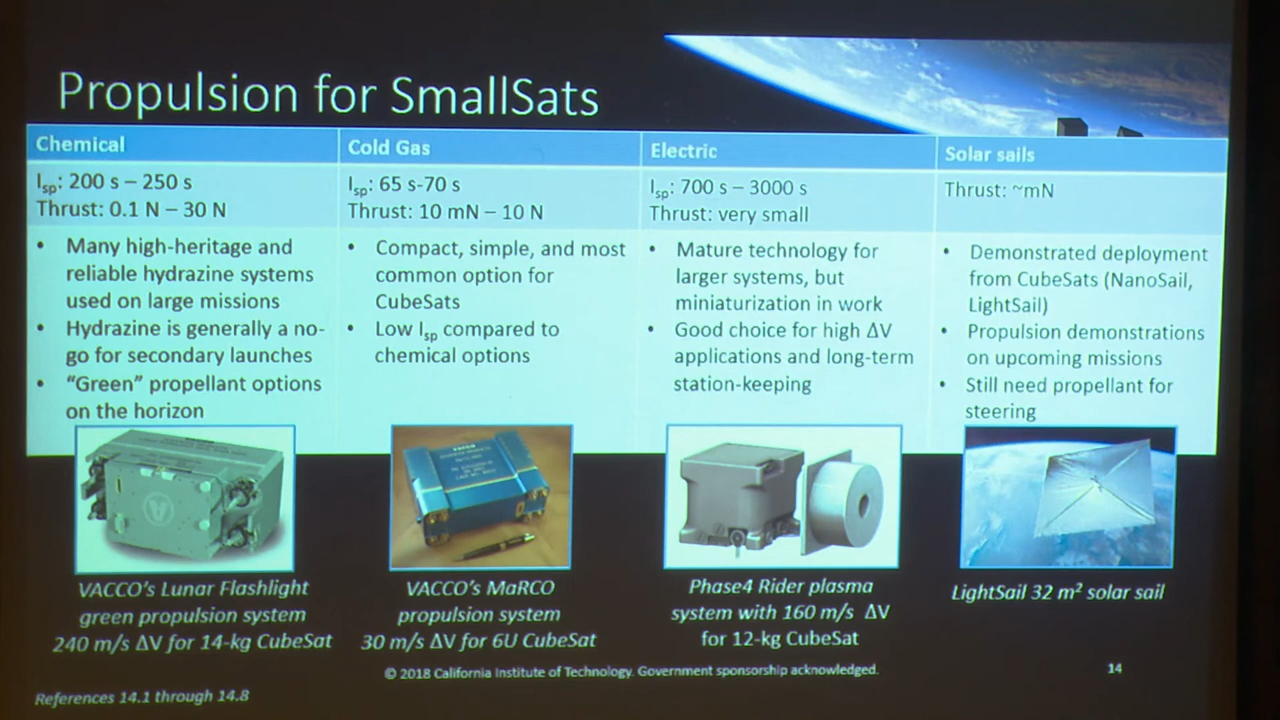 Propulsion for SmallSats
Chemical
I_sp: 200 s – 250 s
Thrust: 0.1 N – 30 N
• Many high-heritage and
reliable hydrazine systems
used on large missions
• Hydrazine is generally a no-
go for secondary launches
• “Green” propellant options
on the horizon
VACCO’s Lunar Flashlight
green propulsion system
240 m/s ΔV for 14-kg CubeSat
Cold Gas
I_sp: 65 s-70 s
Thrust: 10 mN – 10 N
• Compact, simple, and most
common option for
CubeSats
• Low I_sp compared to
chemical options
VACCO
VACCO’s MaRCO
propulsion system
30 m/s ΔV for 6U CubeSat
Electric
I_sp: 700 s – 3000 s
Thrust: very small
• Mature technology for
larger systems, but
miniaturization in work
• Good choice for high ΔV
applications and long-term
station-keeping
Phase4 Rider plasma
system with 160 m/s ΔV
for 12-kg CubeSat
Solar sails
Thrust: ~mN
• Demonstrated deployment
from CubeSats (NanoSail,
LightSail)
• Propulsion demonstrations
on upcoming missions
• Still need propellant for
steering
LightSail 32 m² solar sail
© 2018 California Institute of Technology. Government sponsorship acknowledged.
14
References 14.1 through 14.8